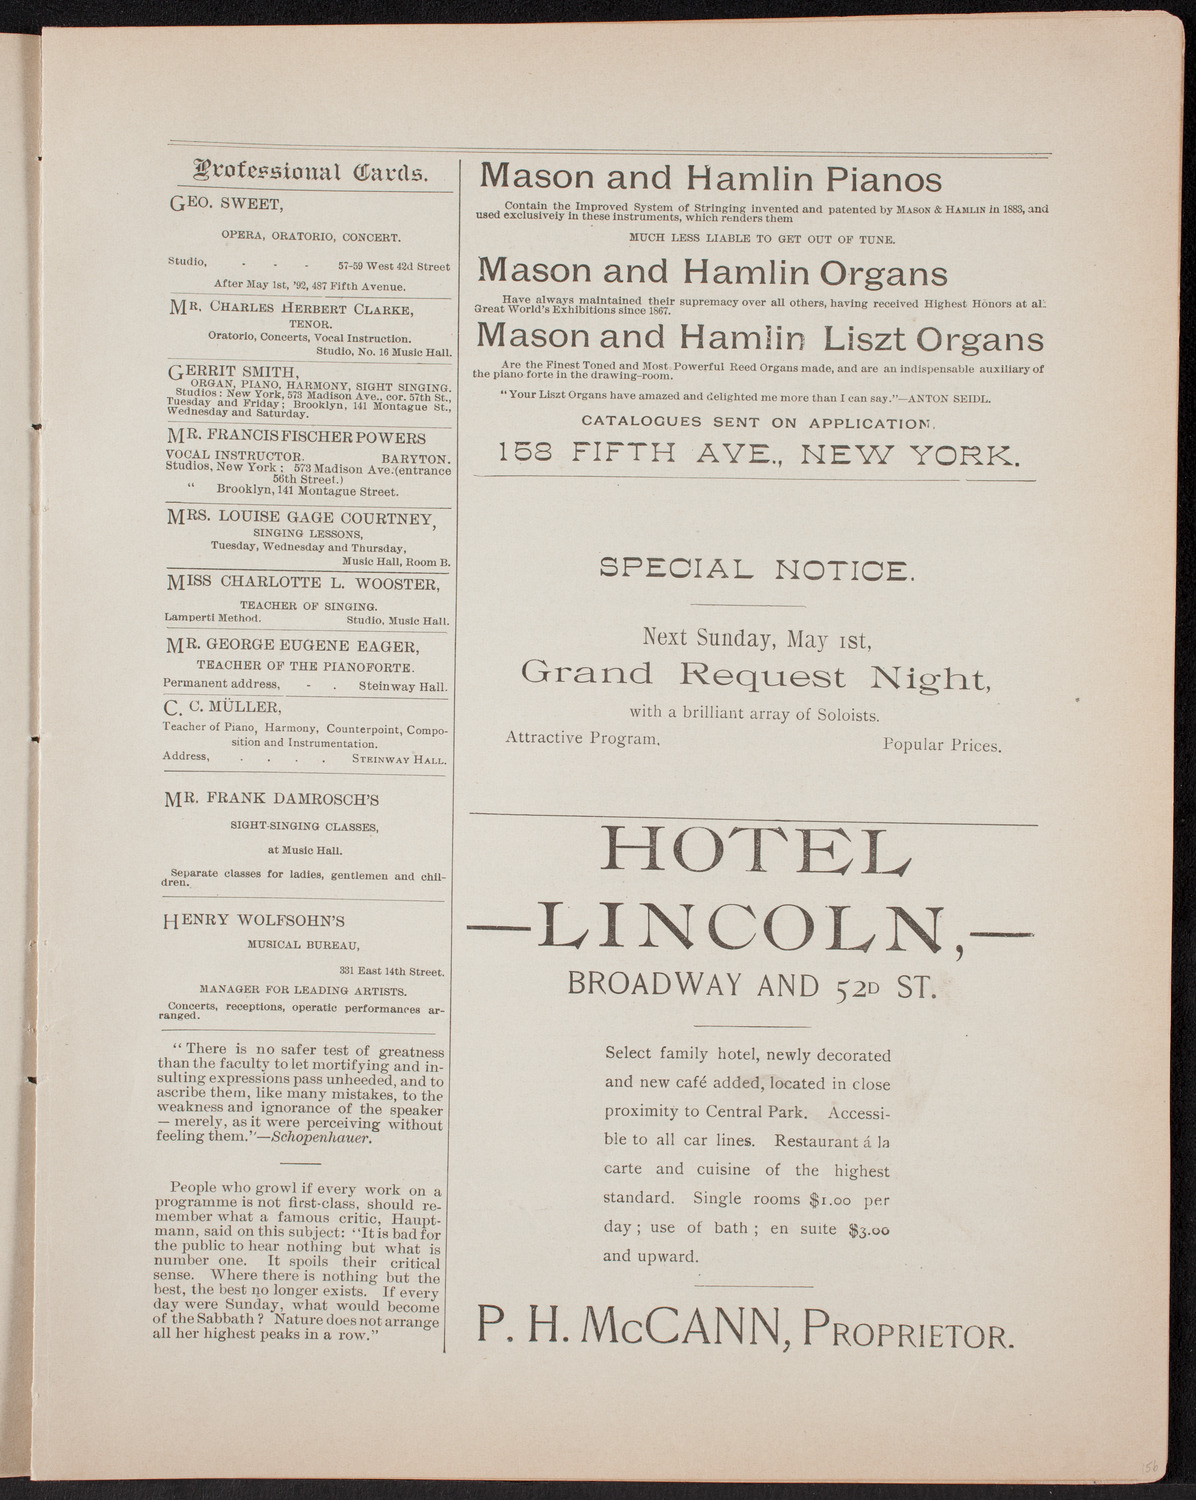 Professional Cards.
GEO. SWEET,
OPERA, ORATORIO, CONCERT.
Studio, - - - 57-59 West 42d Street
After May 1st, '92, 487 Fifth Avenue.
MR. CHARLES HERBERT CLARKE,
TENOR.
Oratorio, Concerts, Vocal Instruction.
Studio, No. 16 Music Hall.
GERRIT SMITH,
ORGAN, PIANO, HARMONY, SIGHT SINGING.
Studios: New York, 573 Madison Ave., cor. 57th St.,
Tuesday and Friday; Brooklyn, 141 Montague St.,
Wednesday and Saturday.
MR. FRANCIS FISCHER POWERS
VOCAL INSTRUCTOR. BARYTON.
Studios, New York: 573 Madison Ave.(entrance
56th Street.)
" Brooklyn, 141 Montague Street.
MRS. LOUISE GAGE COURTNEY,
SINGING LESSONS,
Tuesday, Wednesday and Thursday,
Music Hall, Room B.
MISS CHARLOTTE L. WOOSTER,
TEACHER OF SINGING.
Lamperti Method. Studio, Music Hall.
MR. GEORGE EUGENE EAGER,
TEACHER OF THE PIANOFORTE.
Permanent address, - . Steinway Hall.
C. C. MÜLLER,
Teacher of Piano, Harmony, Counterpoint, Compo-
sition and Instrumentation.
Address, . . . . STEINWAY HALL.
MR. FRANK DAMROSCH'S
SIGHT-SINGING CLASSES,
at Music Hall.
Separate classes for ladies, gentlemen and chil-
dren.
HENRY WOLFSOHN'S
MUSICAL BUREAU,
331 East 14th Street.
MANAGER FOR LEADING ARTISTS.
Concerts, receptions, operatic performances ar-
ranged.
"There is no safer test of greatness
than the faculty to let mortifying and in-
sulting expressions pass unheeded, and to
ascribe them, like many mistakes, to the
weakness and ignorance of the speaker
— merely, as it were perceiving without
feeling them."—Schopenhauer.
People who growl if every work on a
programme is not first-class, should re-
member what a famous critic, Haupt-
mann, said on this subject: "It is bad for
the public to hear nothing but what is
number one. It spoils their critical
sense. Where there is nothing but the
best, the best no longer exists. If every
day were Sunday, what would become
of the Sabbath? Nature does not arrange
all her highest peaks in a row."
Mason and Hamlin Pianos
Contain the Improved System of Stringing invented and patented by MASON & HAMLIN in 1883, and
used exclusively in these instruments, which renders them
MUCH LESS LIABLE TO GET OUT OF TUNE.
Mason and Hamlin Organs
Have always maintained their supremacy over all others, having received Highest Honors at all
Great World's Exhibitions since 1867.
Mason and Hamlin Liszt Organs
Are the Finest Toned and Most Powerful Reed Organs made, and are an indispensable auxiliary of
the piano forte in the drawing-room.
"Your Liszt Organs have amazed and delighted me more than I can say."—ANTON SEIDL.
CATALOGUES SENT ON APPLICATION.
158 FIFTH AVE., NEW YORK.
SPECIAL NOTICE.
Next Sunday, May 1st,
Grand Request Night,
with a brilliant array of Soloists.
Attractive Program, Popular Prices.
HOTEL
—LINCOLN,—
BROADWAY AND 52D ST.
Select family hotel, newly decorated
and new café added, located in close
proximity to Central Park. Accessi-
ble to all car lines. Restaurant á la
carte and cuisine of the highest
standard. Single rooms $1.00 per
day; use of bath; en suite $3.00
and upward.
P. H. McCANN, PROPRIETOR.
156